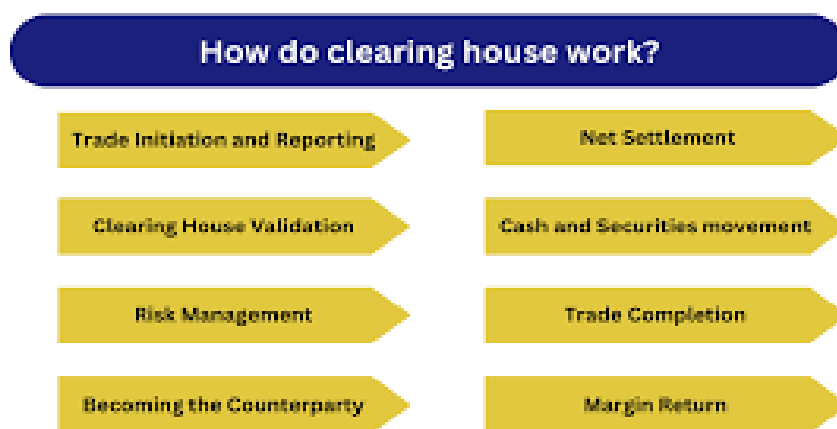 How do clearing house work?
Trade Initiation and Reporting
Clearing House Validation
Risk Management
Becoming the Counterparty
Net Settlement
Cash and Securities movement
Trade Completion
Margin Return